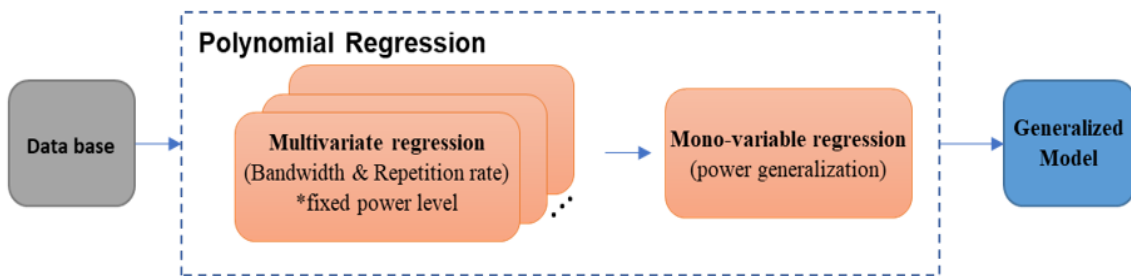 Polynomial Regression
Data base
Multivariate regression
(Bandwidth & Repetition rate)
*fixed power level
Mono-variable regression
(power generalization)
Generalized
Model